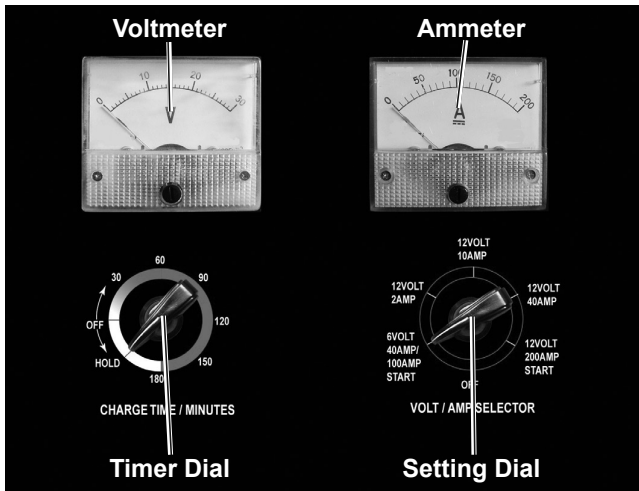 Voltmeter
Ammeter
0 10 20 30
V
0 50 100 150 200
A
60
30 90
OFF 120
HOLD 150
180
CHARGE TIME / MINUTES
12VOLT
10AMP
12VOLT
2AMP
12VOLT
40AMP
6VOLT
40AMP/
100AMP
START
12VOLT
200AMP
START
OFF
VOLT / AMP SELECTOR
Timer Dial
Setting Dial